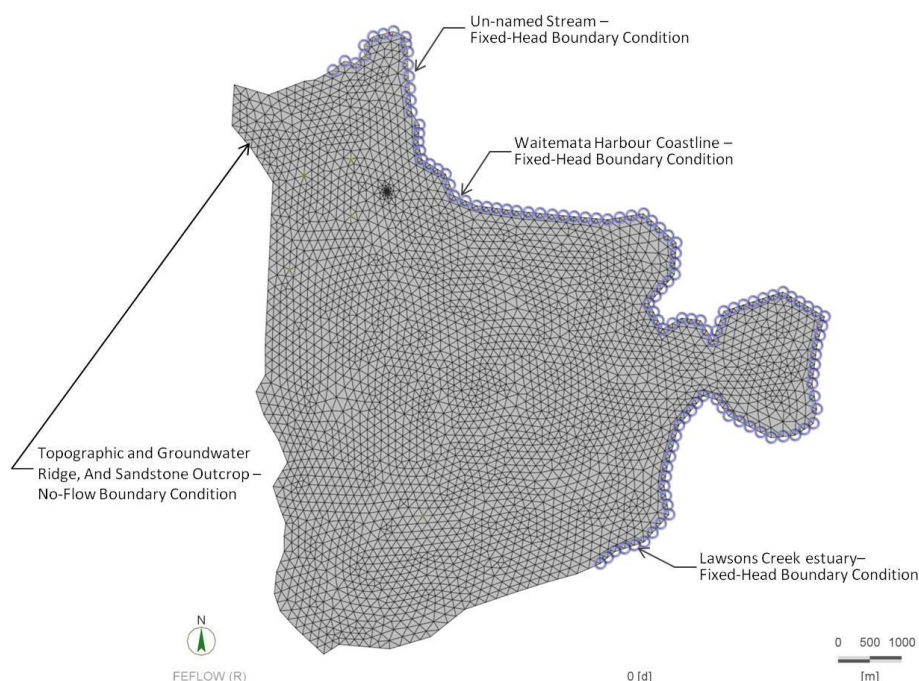 Un-named Stream –
Fixed-Head Boundary Condition
Waitemata Harbour Coastline –
Fixed-Head Boundary Condition
Topographic and Groundwater
Ridge, And Sandstone Outcrop –
No-Flow Boundary Condition
Lawsons Creek estuary–
Fixed-Head Boundary Condition
N
FEFLOW (R)
0 [d]
0 500 1000
[m]